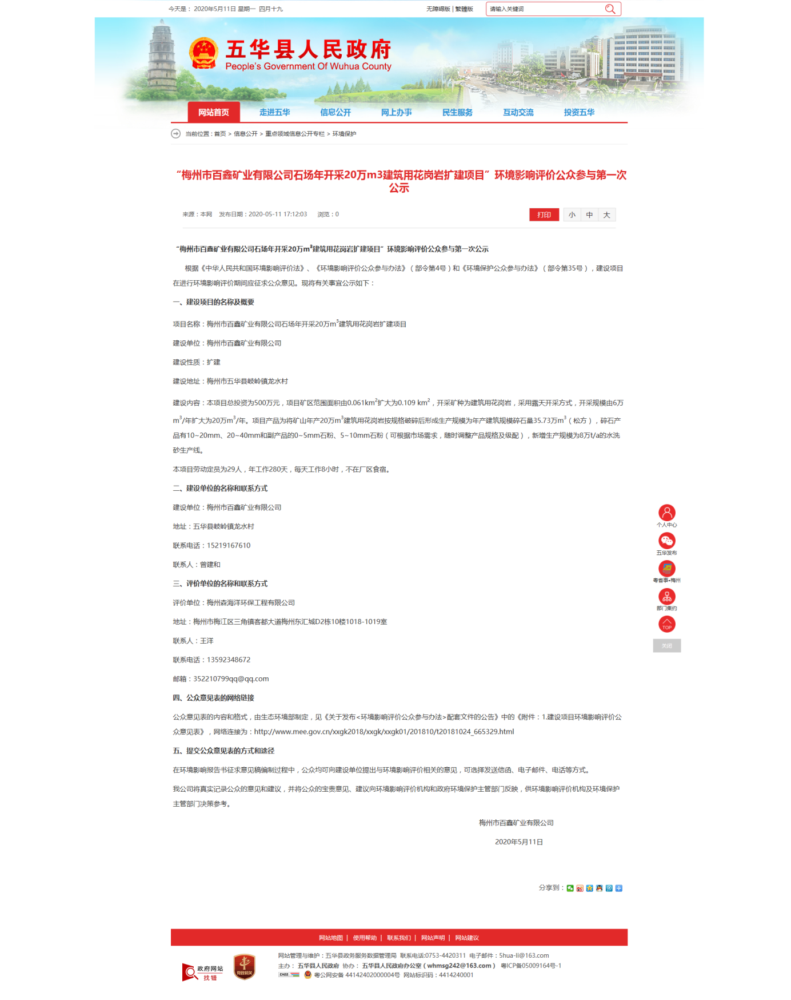 今天是： 2020年5月11日 星期一  四月十九
无障碍版 | 繁體版
请输入关键词
五华县人民政府
People's Government Of Wuhua County
网站首页
走进五华
信息公开
网上办事
民生服务
互动交流
投资五华
当前位置：首页 > 信息公开 > 重点领域信息公开专栏 > 环境保护
“梅州市百鑫矿业有限公司石场年开采20万m3建筑用花岗岩扩建项目”环境影响评价公众参与第一次
公示
来源：本网  发布日期：2020-05-11 17:12:03  浏览：0
打印
小
中
大
“梅州市百鑫矿业有限公司石场年开采20万m³建筑用花岗岩扩建项目”环境影响评价公众参与第一次公示
根据《中华人民共和国环境影响评价法》、《环境影响评价公众参与办法》（部令第4号）和《环境保护公众参与办法》（部令第35号），建设项目
在进行环境影响评价期间应征求公众意见。现将有关事宜公示如下：
一、建设项目的名称及概要
项目名称：梅州市百鑫矿业有限公司石场年开采20万m³建筑用花岗岩扩建项目
建设单位：梅州市百鑫矿业有限公司
建设性质：扩建
建设地址：梅州市五华县岐岭镇龙水村
建设内容：本项目总投资为500万元，项目矿区范围面积由0.061km²扩大为0.109 km²，开采矿种为建筑用花岗岩，采用露天开采方式，开采规模由6万
m³/年扩大为20万m³/年。项目产品为将矿山年产20万m³建筑用花岗岩按规格破碎后形成生产规模为年产建筑规模碎石量35.73万m³（松方），碎石产
品有10~20mm、20~40mm和副产品的0~5mm石粉、5~10mm石粉（可根据市场需求，随时调整产品规格及级配），新增生产规模为8万t/a的水洗
砂生产线。
本项目劳动定员为29人，年工作280天，每天工作8小时，不在厂区食宿。
二、建设单位的名称和联系方式
建设单位：梅州市百鑫矿业有限公司
地址：五华县岐岭镇龙水村
联系电话：15219167610
联系人：曾建和
三、评价单位的名称和联系方式
评价单位：梅州森海洋环保工程有限公司
地址：梅州市梅江区三角镇客都大道梅州东汇城D2栋10楼1018-1019室
联系人：王洋
联系电话：13592348672
邮箱：352210799qq@qq.com
四、公众意见表的网络链接
公众意见表的内容和格式，由生态环境部制定，见《关于发布<环境影响评价公众参与办法>配套文件的公告》中的《附件：1.建设项目环境影响评价公
众意见表》，网络连接为：http://www.mee.gov.cn/xxgk2018/xxgk/xxgk01/201810/t20181024_665329.html
五、提交公众意见表的方式和途径
在环境影响报告书征求意见稿编制过程中，公众均可向建设单位提出与环境影响评价相关的意见，可选择发送信函、电子邮件、电话等方式。
我公司将真实记录公众的意见和建议，并将公众的宝贵意见、建议向环境影响评价机构和政府环境保护主管部门反映，供环境影响评价机构及环境保护
主管部门决策参考。
梅州市百鑫矿业有限公司
2020年5月11日
分享到：
个人中心
五华发布
粤省事•梅州
部门集约
TOP
关闭
网站地图 | 使用帮助 | 联系我们 | 网站声明 | 网站建议
政府网站
找错
党政机关
网站管理与维护：五华县政务服务数据管理局  联系电话:0753-4420311  电子邮件：5hua-li@163.com
主办： 五华县人民政府  协办： 五华县人民政府办公室（whmsg242@163.com）  粤ICP备05009164号-1
CNZZ 粤公网安备 44142402000004号  网站标识码：4414240001